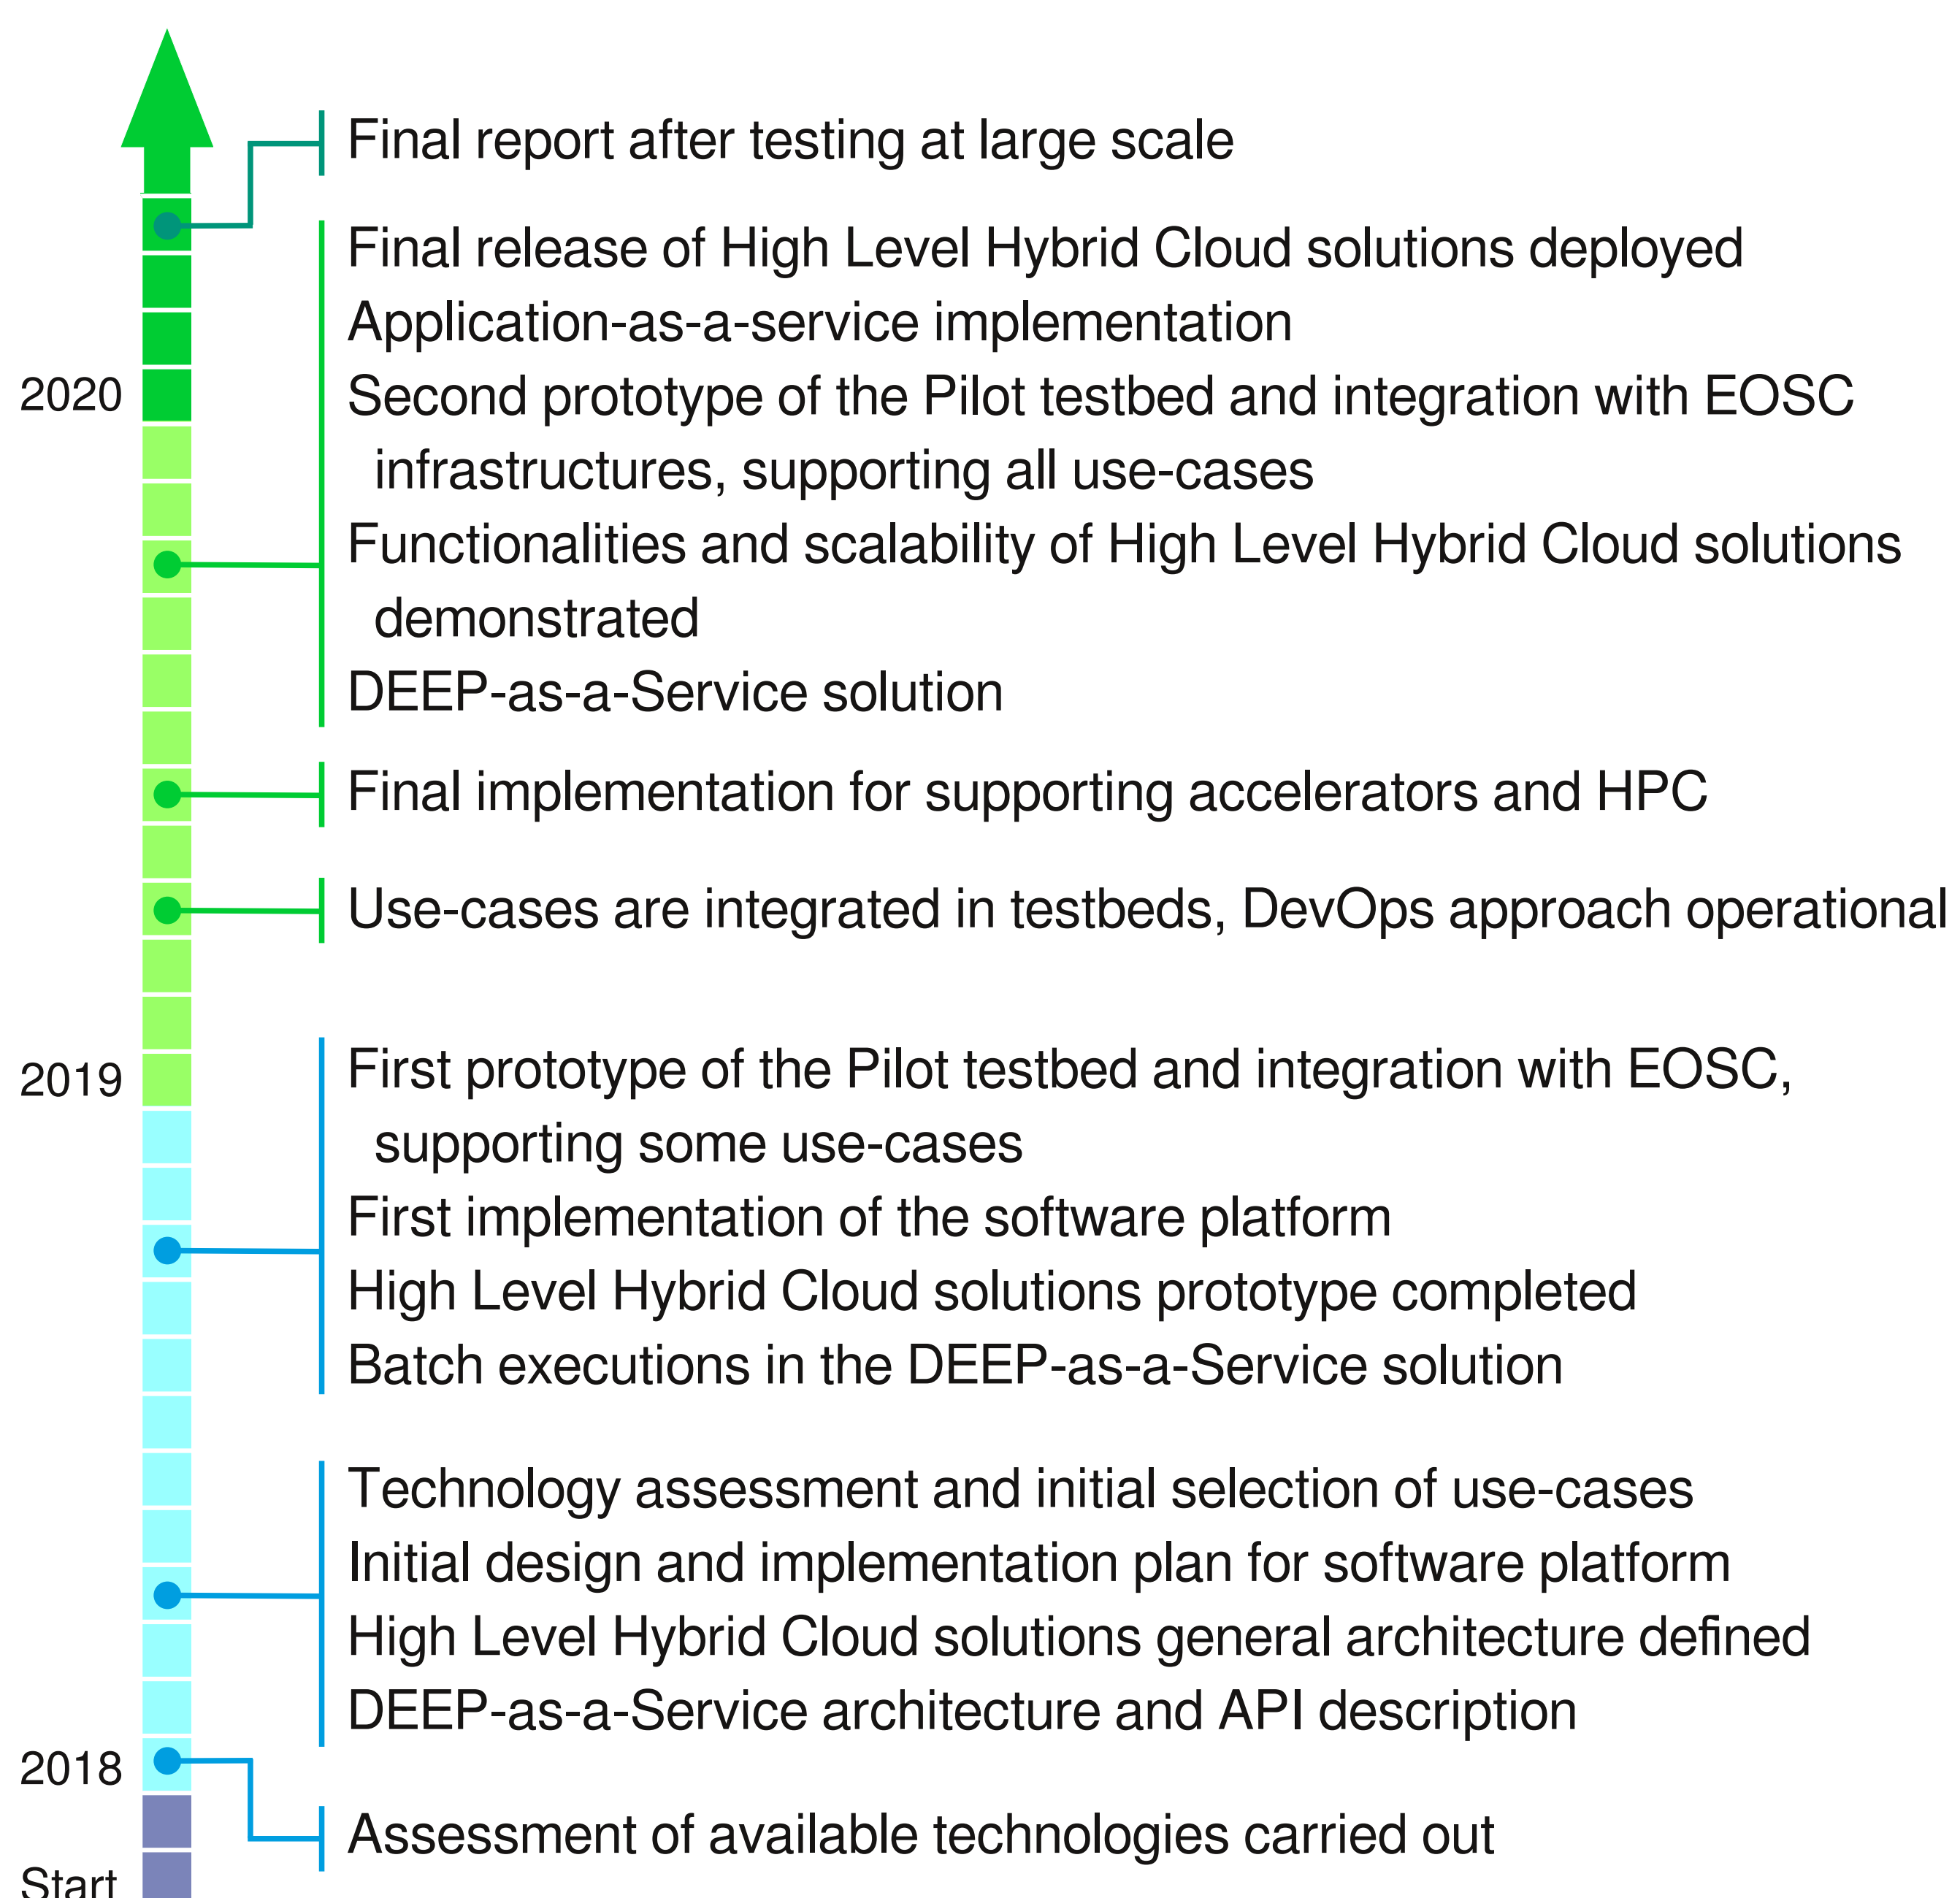 Final report after testing at large scale
Final release of High Level Hybrid Cloud solutions deployed
Application-as-a-service implementation
2020
Second prototype of the Pilot testbed and integration with EOSC
infrastructures, supporting all use-cases
Functionalities and scalability of High Level Hybrid Cloud solutions
demonstrated
DEEP-as-a-Service solution
Final implementation for supporting accelerators and HPC
Use-cases are integrated in testbeds, DevOps approach operational
2019
First prototype of the Pilot testbed and integration with EOSC,
supporting some use-cases
First implementation of the software platform
High Level Hybrid Cloud solutions prototype completed
Batch executions in the DEEP-as-a-Service solution
Technology assessment and initial selection of use-cases
Initial design and implementation plan for software platform
High Level Hybrid Cloud solutions general architecture defined
DEEP-as-a-Service architecture and API description
2018
Assessment of available technologies carried out
Start